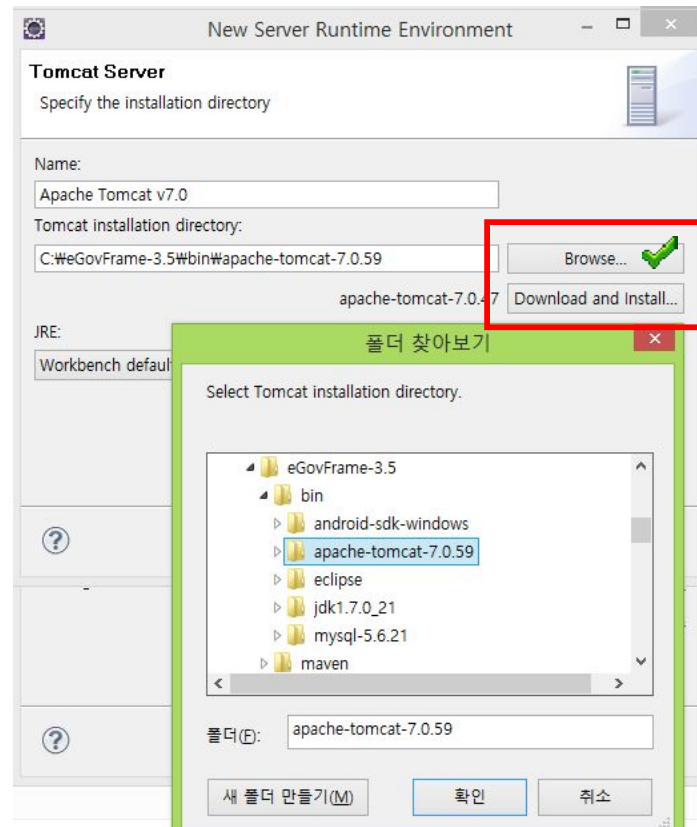 New Server Runtime Environment
Tomcat Server
Specify the installation directory
Name:
Apache Tomcat v7.0
Tomcat installation directory:
C:₩eGovFrame-3.5₩bin₩apache-tomcat-7.0.59
Browse...
apache-tomcat-7.0.47
Download and Install...
JRE:
Workbench default
폴더 찾아보기
Select Tomcat installation directory.
eGovFrame-3.5
bin
android-sdk-windows
apache-tomcat-7.0.59
eclipse
jdk1.7.0_21
mysql-5.6.21
maven
폴더(F):
apache-tomcat-7.0.59
새 폴더 만들기(M)
확인
취소